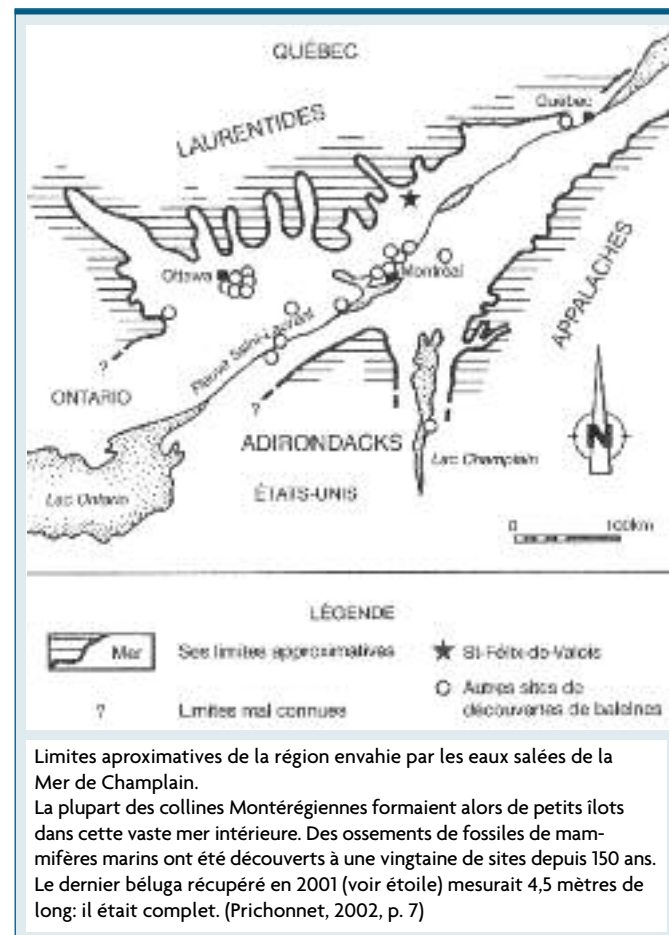 QUÉBEC
LAURENTIDES
Québec
Ottawa
Montréal
APPALACHES
Fleuve Saint-Laurent
?
ONTARIO
?
ADIRONDACKS
Lac Champlain
N
Lac Ontario
ÉTATS-UNIS
0 100km
LÉGENDE
Mer Ses limites approximatives
St-Félix-de-Valois
? Limites mal connues
Autres sites de
découvertes de baleines
Limites aproximatives de la région envahie par les eaux salées de la
Mer de Champlain.
La plupart des collines Montérégiennes formaient alors de petits îlots
dans cette vaste mer intérieure. Des ossements de fossiles de mam-
mifères marins ont été découverts à une vingtaine de sites depuis 150 ans.
Le dernier béluga récupéré en 2001 (voir étoile) mesurait 4,5 mètres de
long: il était complet. (Prichonnet, 2002, p. 7)